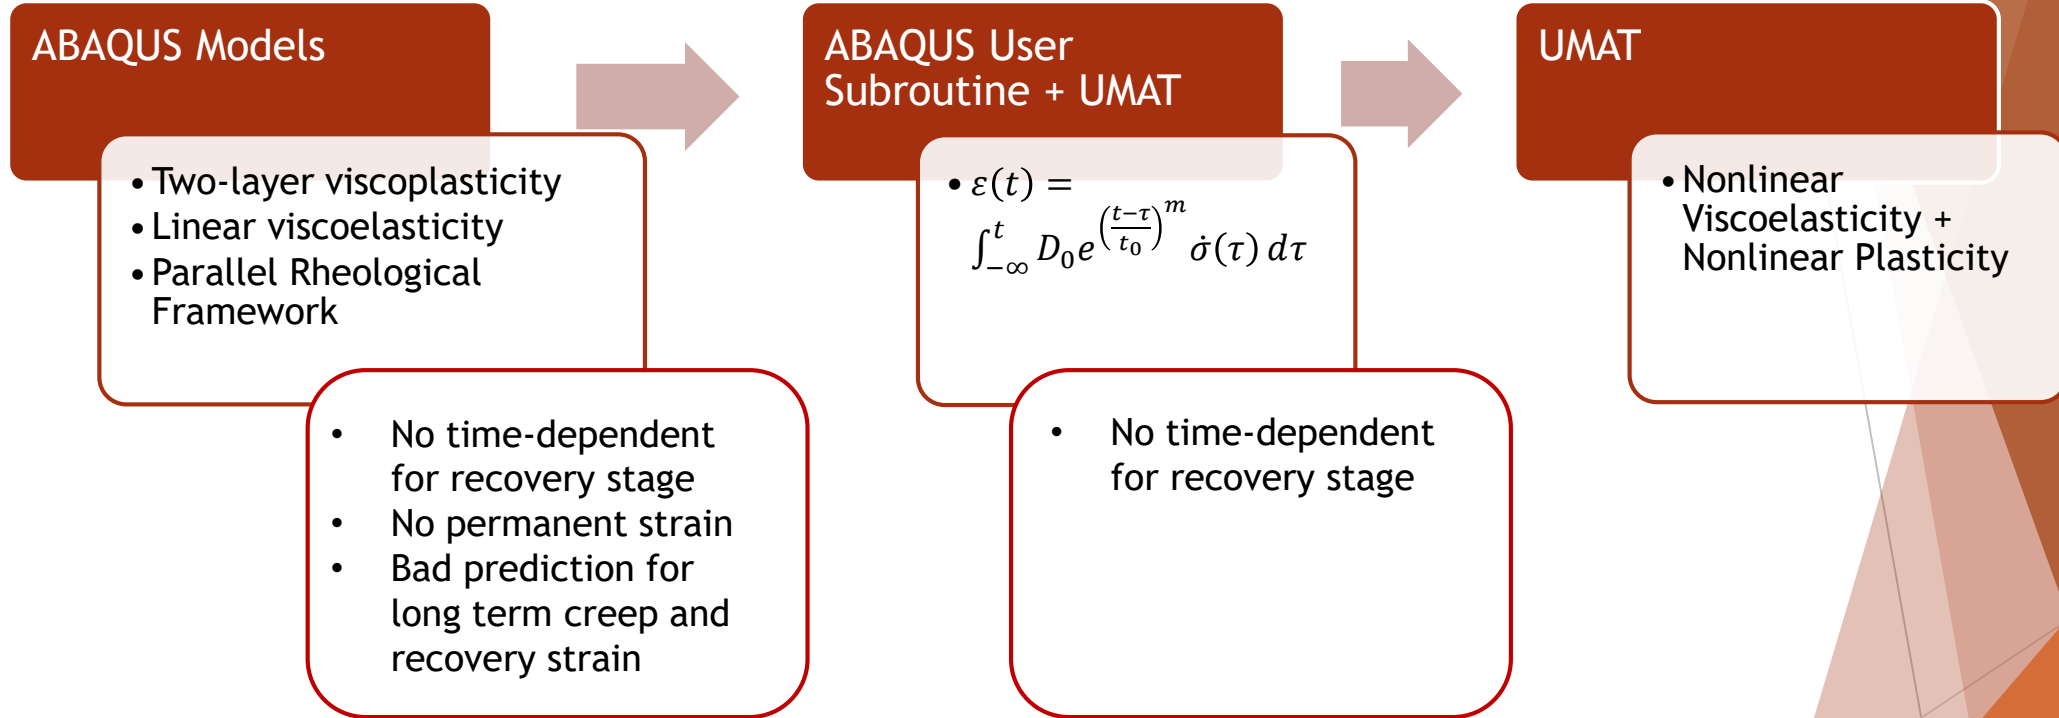 ABAQUS Models
• Two-layer viscoplasticity
• Linear viscoelasticity
• Parallel Rheological
Framework
• No time-dependent
for recovery stage
• No permanent strain
• Bad prediction for
long term creep and
recovery strain
ABAQUS User
Subroutine + UMAT
• ε(t) =
∫_{-∞}^{t} D₀e^{((t−τ)/t₀)^m} σ̇(τ) dτ
• No time-dependent
for recovery stage
UMAT
• Nonlinear
Viscoelasticity +
Nonlinear Plasticity